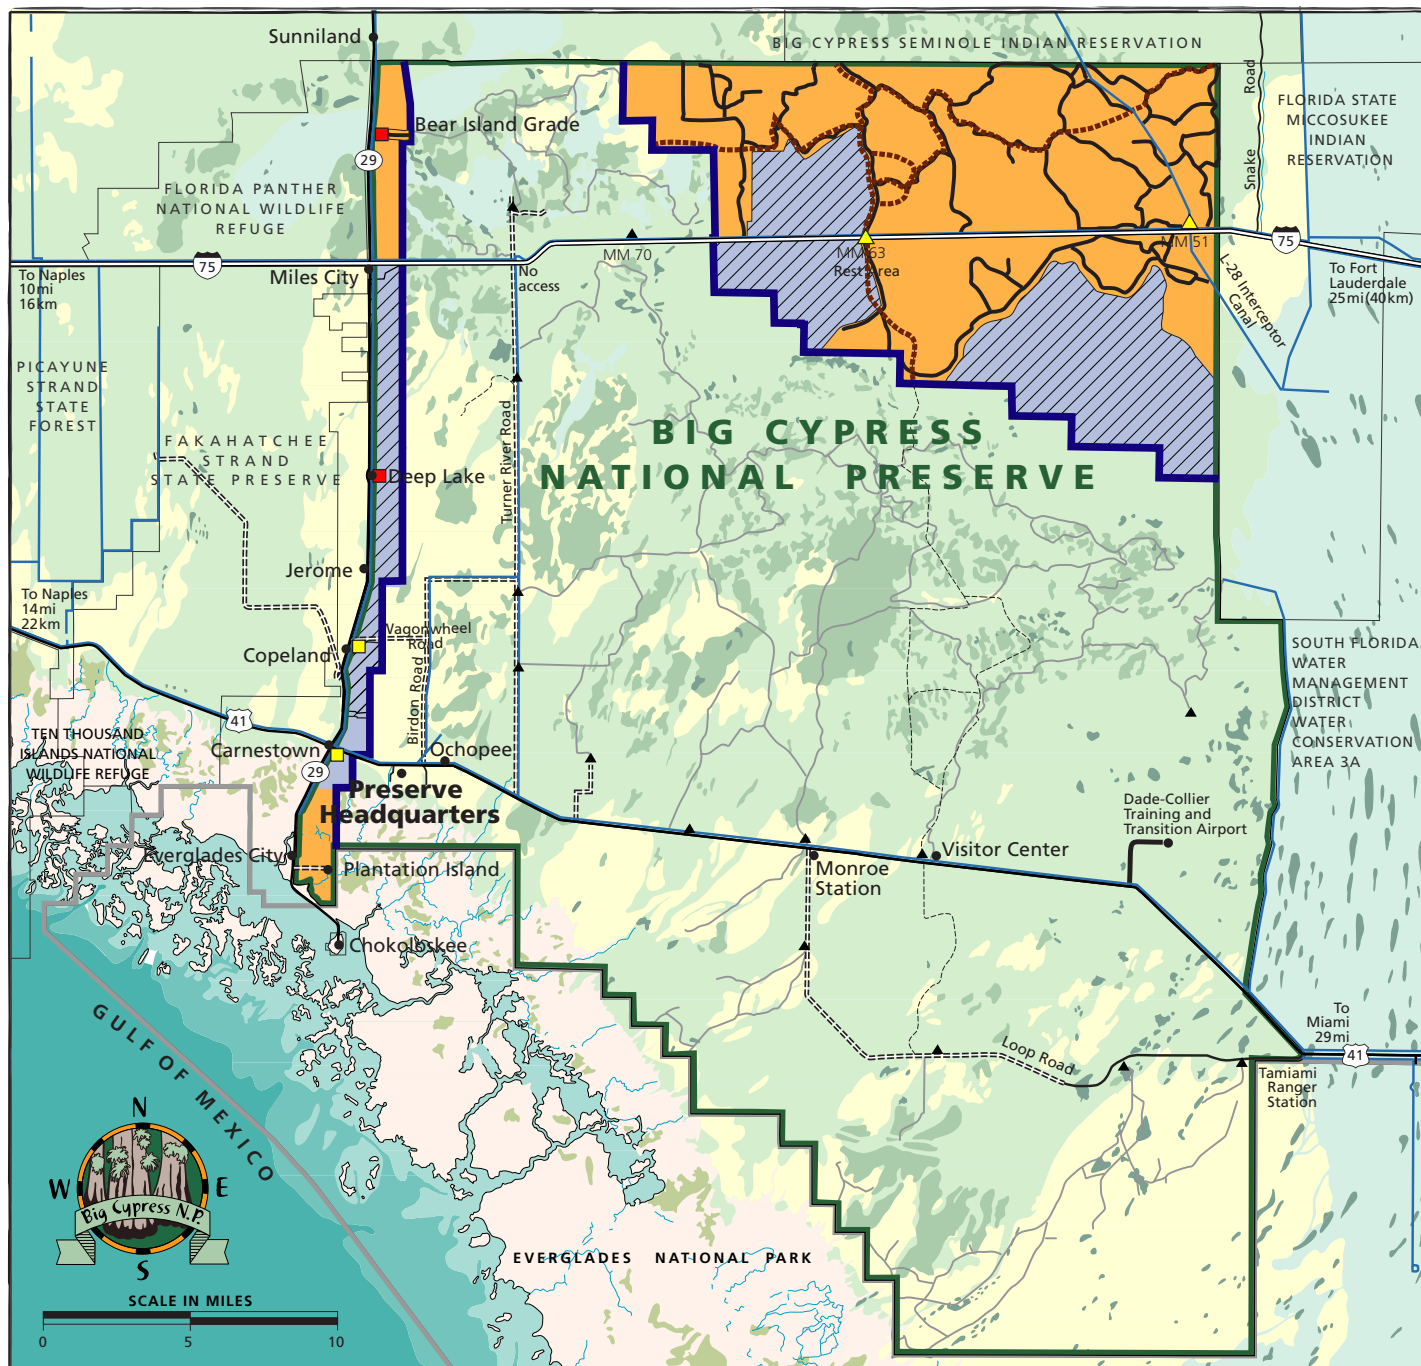 Sunniland
BIG CYPRESS SEMINOLE INDIAN RESERVATION
Snake Road
FLORIDA STATE
MICCOSUKEE
INDIAN
RESERVATION
Bear Island Grade
29
FLORIDA PANTHER
NATIONAL WILDLIFE
REFUGE
75
MM 70
MM 63
Rest Area
MM 51
75
To Naples
10mi
16km
Miles City
No
access
L-28 Interceptor
Canal
To Fort
Lauderdale
25mi(40km)
PICAYUNE
STRAND
STATE
FOREST
FAKAHATCHEE
STRAND
STATE PRESERVE
Deep Lake
Turner River Road
BIG CYPRESS
NATIONAL PRESERVE
Jerome
To Naples
14mi
22km
Wagonwheel
Road
Copeland
Birdon Road
SOUTH FLORIDA
WATER
MANAGEMENT
DISTRICT
WATER
CONSERVATION
AREA 3A
41
TEN THOUSAND
ISLANDS NATIONAL
WILDLIFE REFUGE
Carnestown
29
Ochopee
Preserve
Headquarters
Dade-Collier
Training and
Transition Airport
Everglades City
Plantation Island
Monroe
Station
Visitor Center
Chokoloskee
GULF OF MEXICO
To
Miami
29mi
41
Loop Road
Tamiami
Ranger
Station
N
W
E
Big Cypress N.P.
S
EVERGLADES NATIONAL PARK
SCALE IN MILES
0
5
10